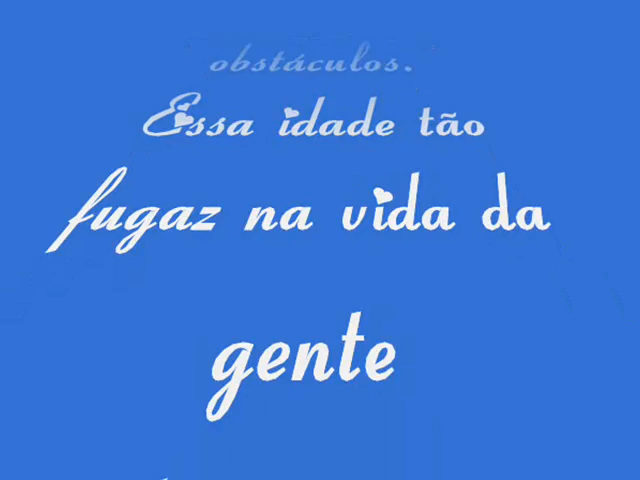 obstáculos.
Essa idade tão
fugaz na vida da
gente